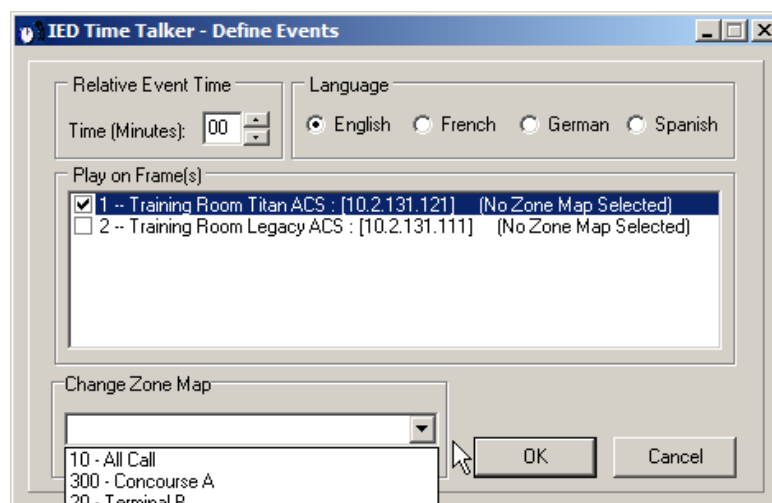 IED Time Talker - Define Events
Relative Event Time
Time (Minutes): 00
Language
English French German Spanish
Play on Frame(s)
1 -- Training Room Titan ACS : [10.2.131.121] (No Zone Map Selected)
2 -- Training Room Legacy ACS : [10.2.131.111] (No Zone Map Selected)
Change Zone Map
OK Cancel
10 - All Call
300 - Concourse A
20 - Terminal B